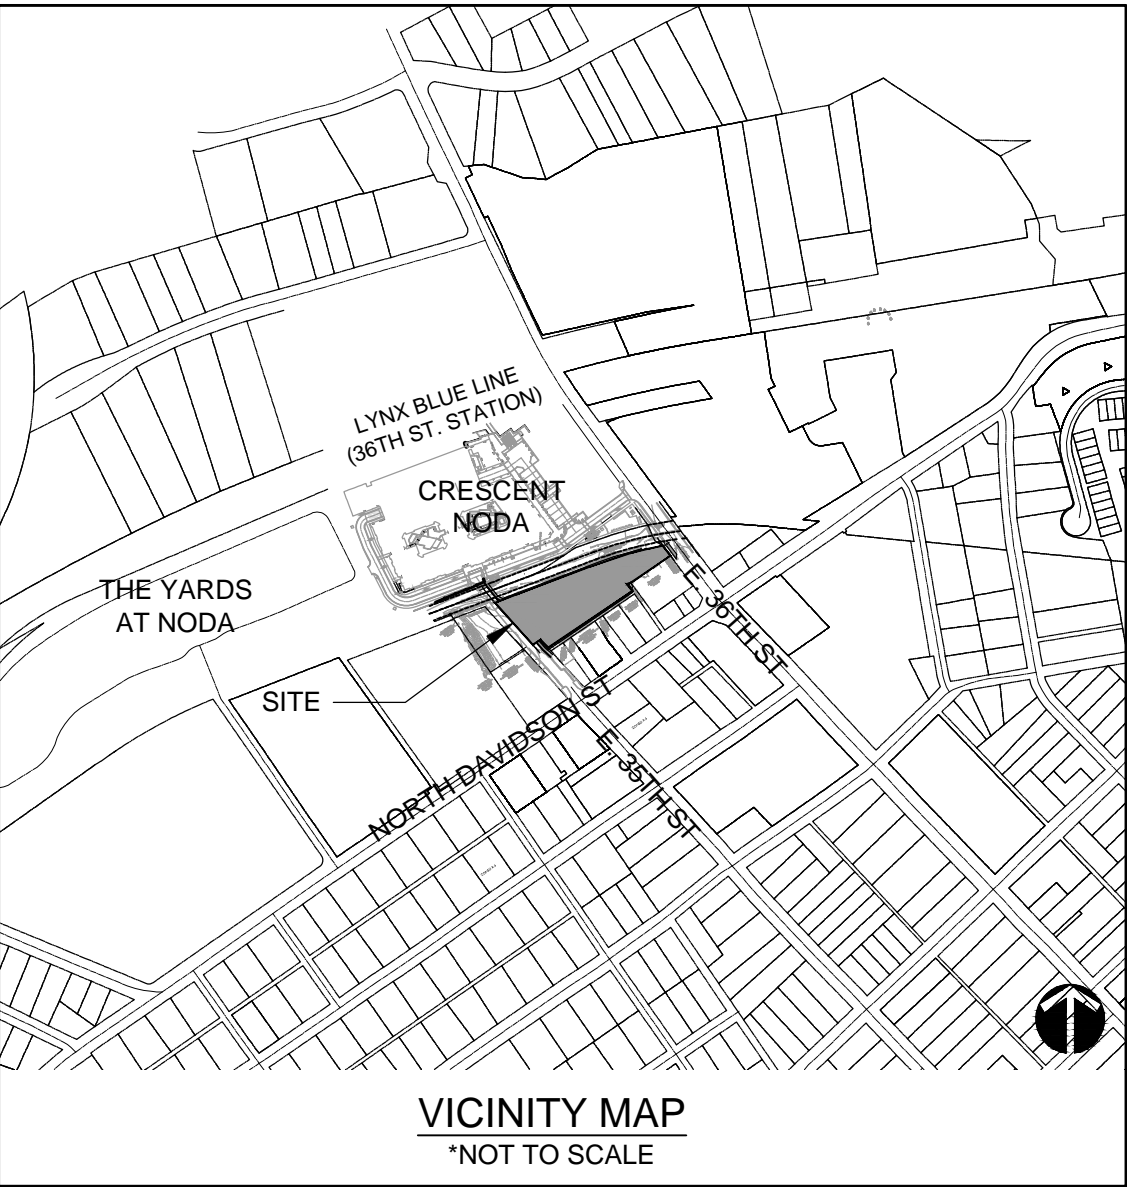 LYNX BLUE LINE
(36TH ST. STATION)
CRESCENT
NODA
THE YARDS
AT NODA
E. 36TH ST
SITE
NORTH DAVIDSON ST
E. 35TH ST
VICINITY MAP
*NOT TO SCALE